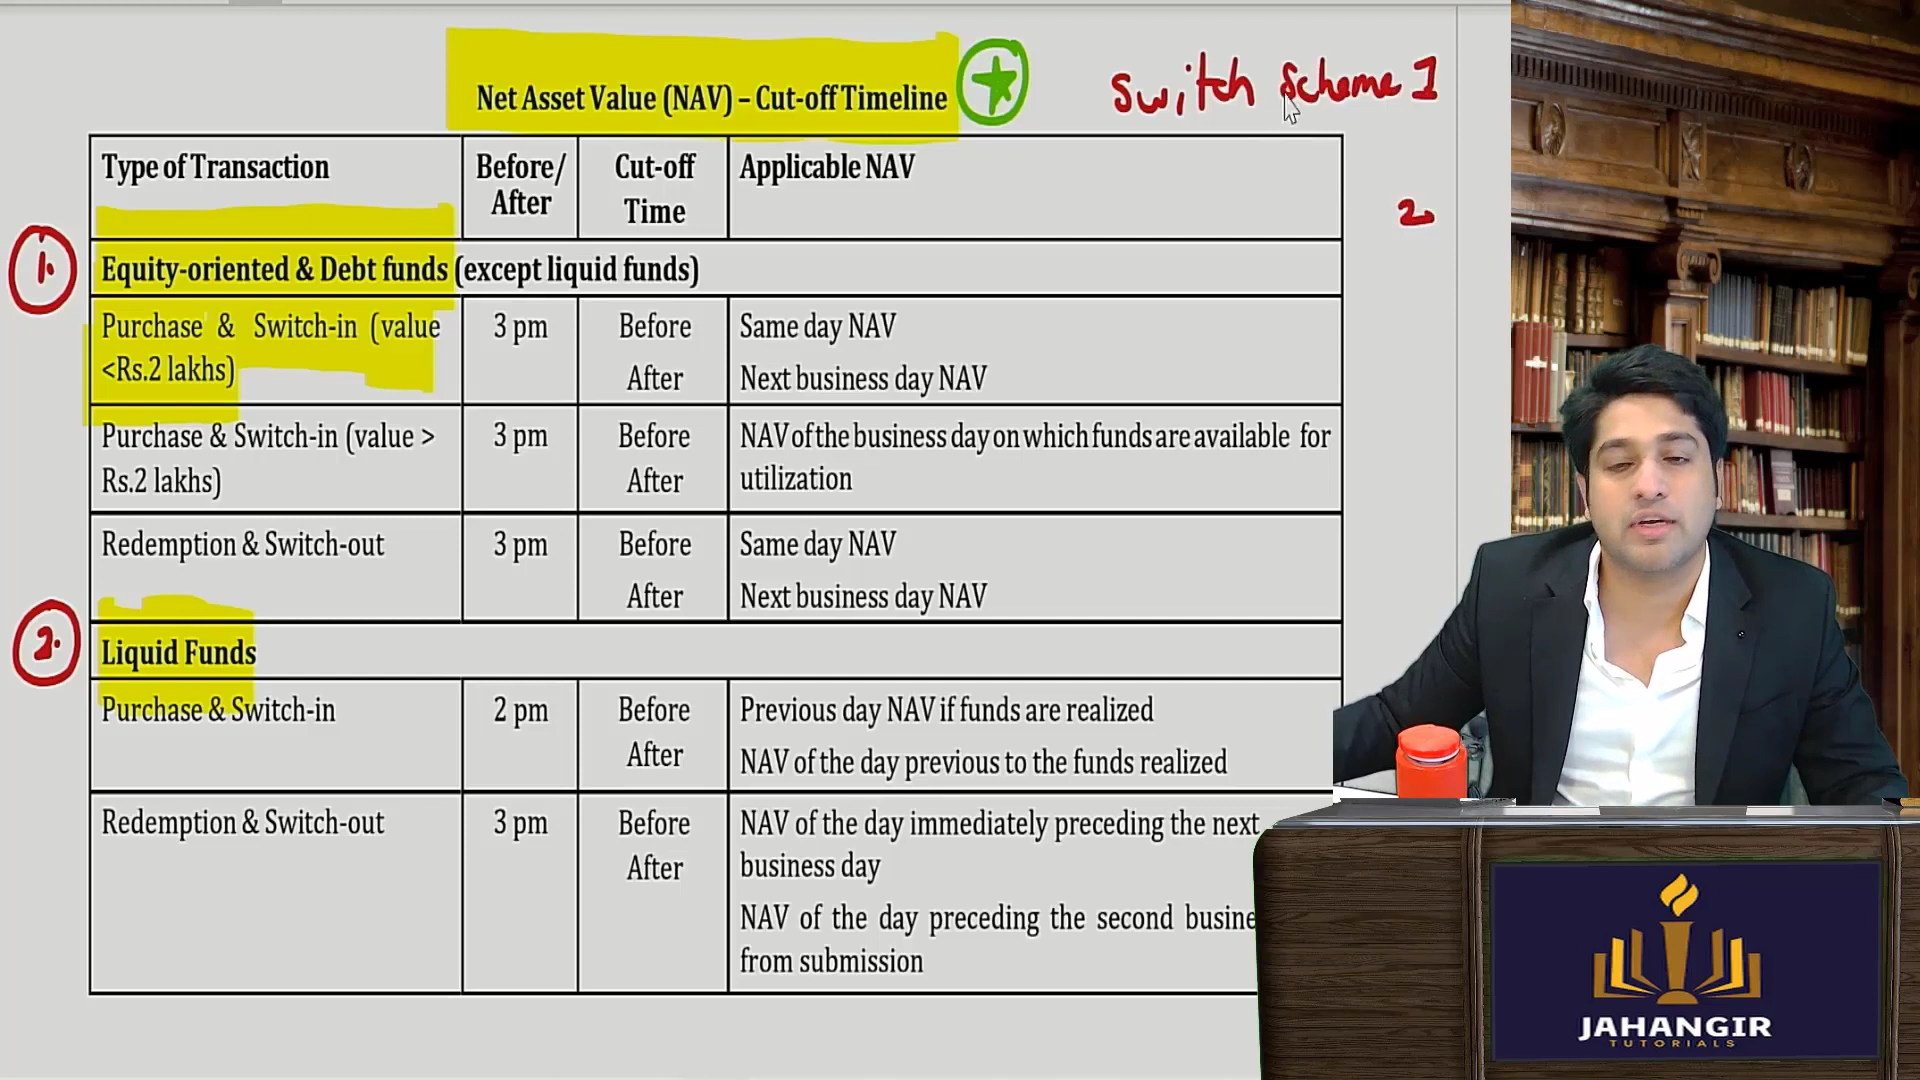 Net Asset Value (NAV) – Cut-off Timeline
Switch Scheme 1
2
Type of Transaction
Before/
After
Cut-off
Time
Applicable NAV
1.
Equity-oriented & Debt funds (except liquid funds)
Purchase & Switch-in (value
<Rs.2 lakhs)
3 pm
Before
After
Same day NAV
Next business day NAV
Purchase & Switch-in (value >
Rs.2 lakhs)
3 pm
Before
After
NAV of the business day on which funds are available for
utilization
Redemption & Switch-out
3 pm
Before
After
Same day NAV
Next business day NAV
2.
Liquid Funds
Purchase & Switch-in
2 pm
Before
After
Previous day NAV if funds are realized
NAV of the day previous to the funds realized
Redemption & Switch-out
3 pm
Before
After
NAV of the day immediately preceding the next
business day
NAV of the day preceding the second
from submission
JAHANGIR
TUTORIALS